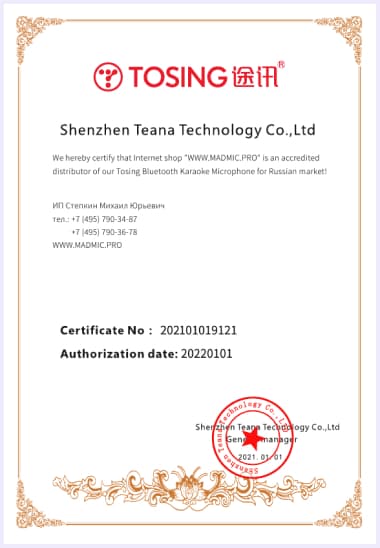 TOSING 途讯®
Shenzhen Teana Technology Co.,Ltd
We hereby certify that Internet shop "WWW.MADMIC.PRO" is an accredited
distributor of our Tosing Bluetooth Karaoke Microphone for Russian market!
ИП Степкин Михаил Юрьевич
тел.: +7 (495) 790-34-87
+7 (495) 790-36-78
WWW.MADMIC.PRO
Certificate No : 202101019121
Authorization date: 20220101
Shenzhen Teana Technology Co.,Ltd
General manager
2021. 01. 01
Shenzhen Teana Technology Co., Ltd